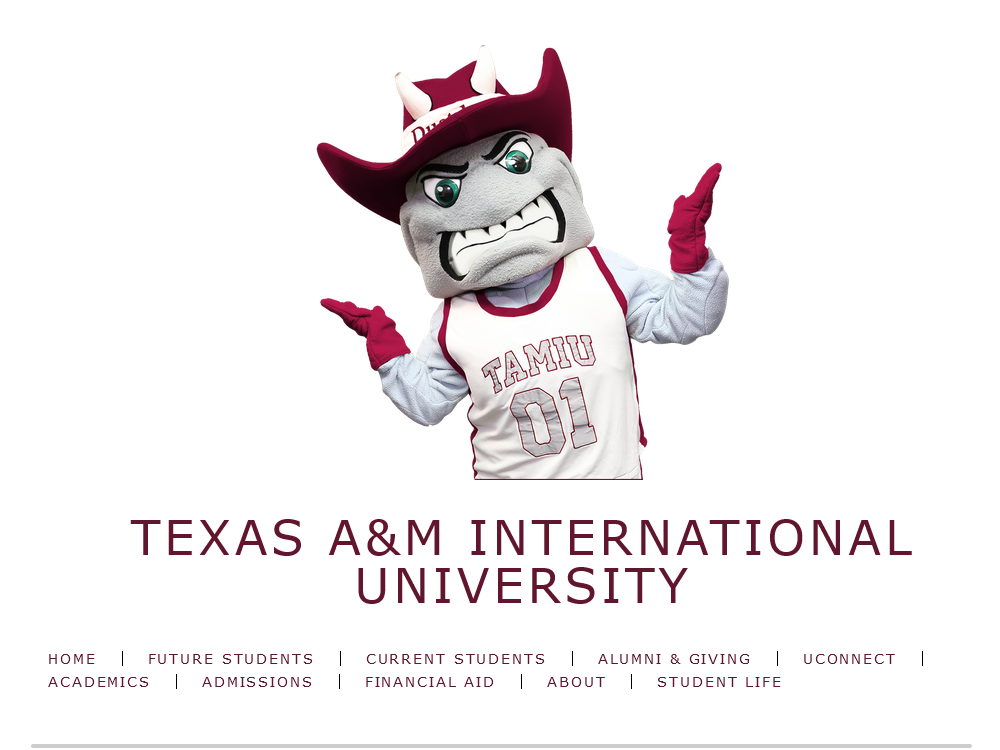 TAMIU
01
TEXAS A&M INTERNATIONAL
UNIVERSITY
HOME | FUTURE STUDENTS | CURRENT STUDENTS | ALUMNI & GIVING | UCONNECT |
ACADEMICS | ADMISSIONS | FINANCIAL AID | ABOUT | STUDENT LIFE